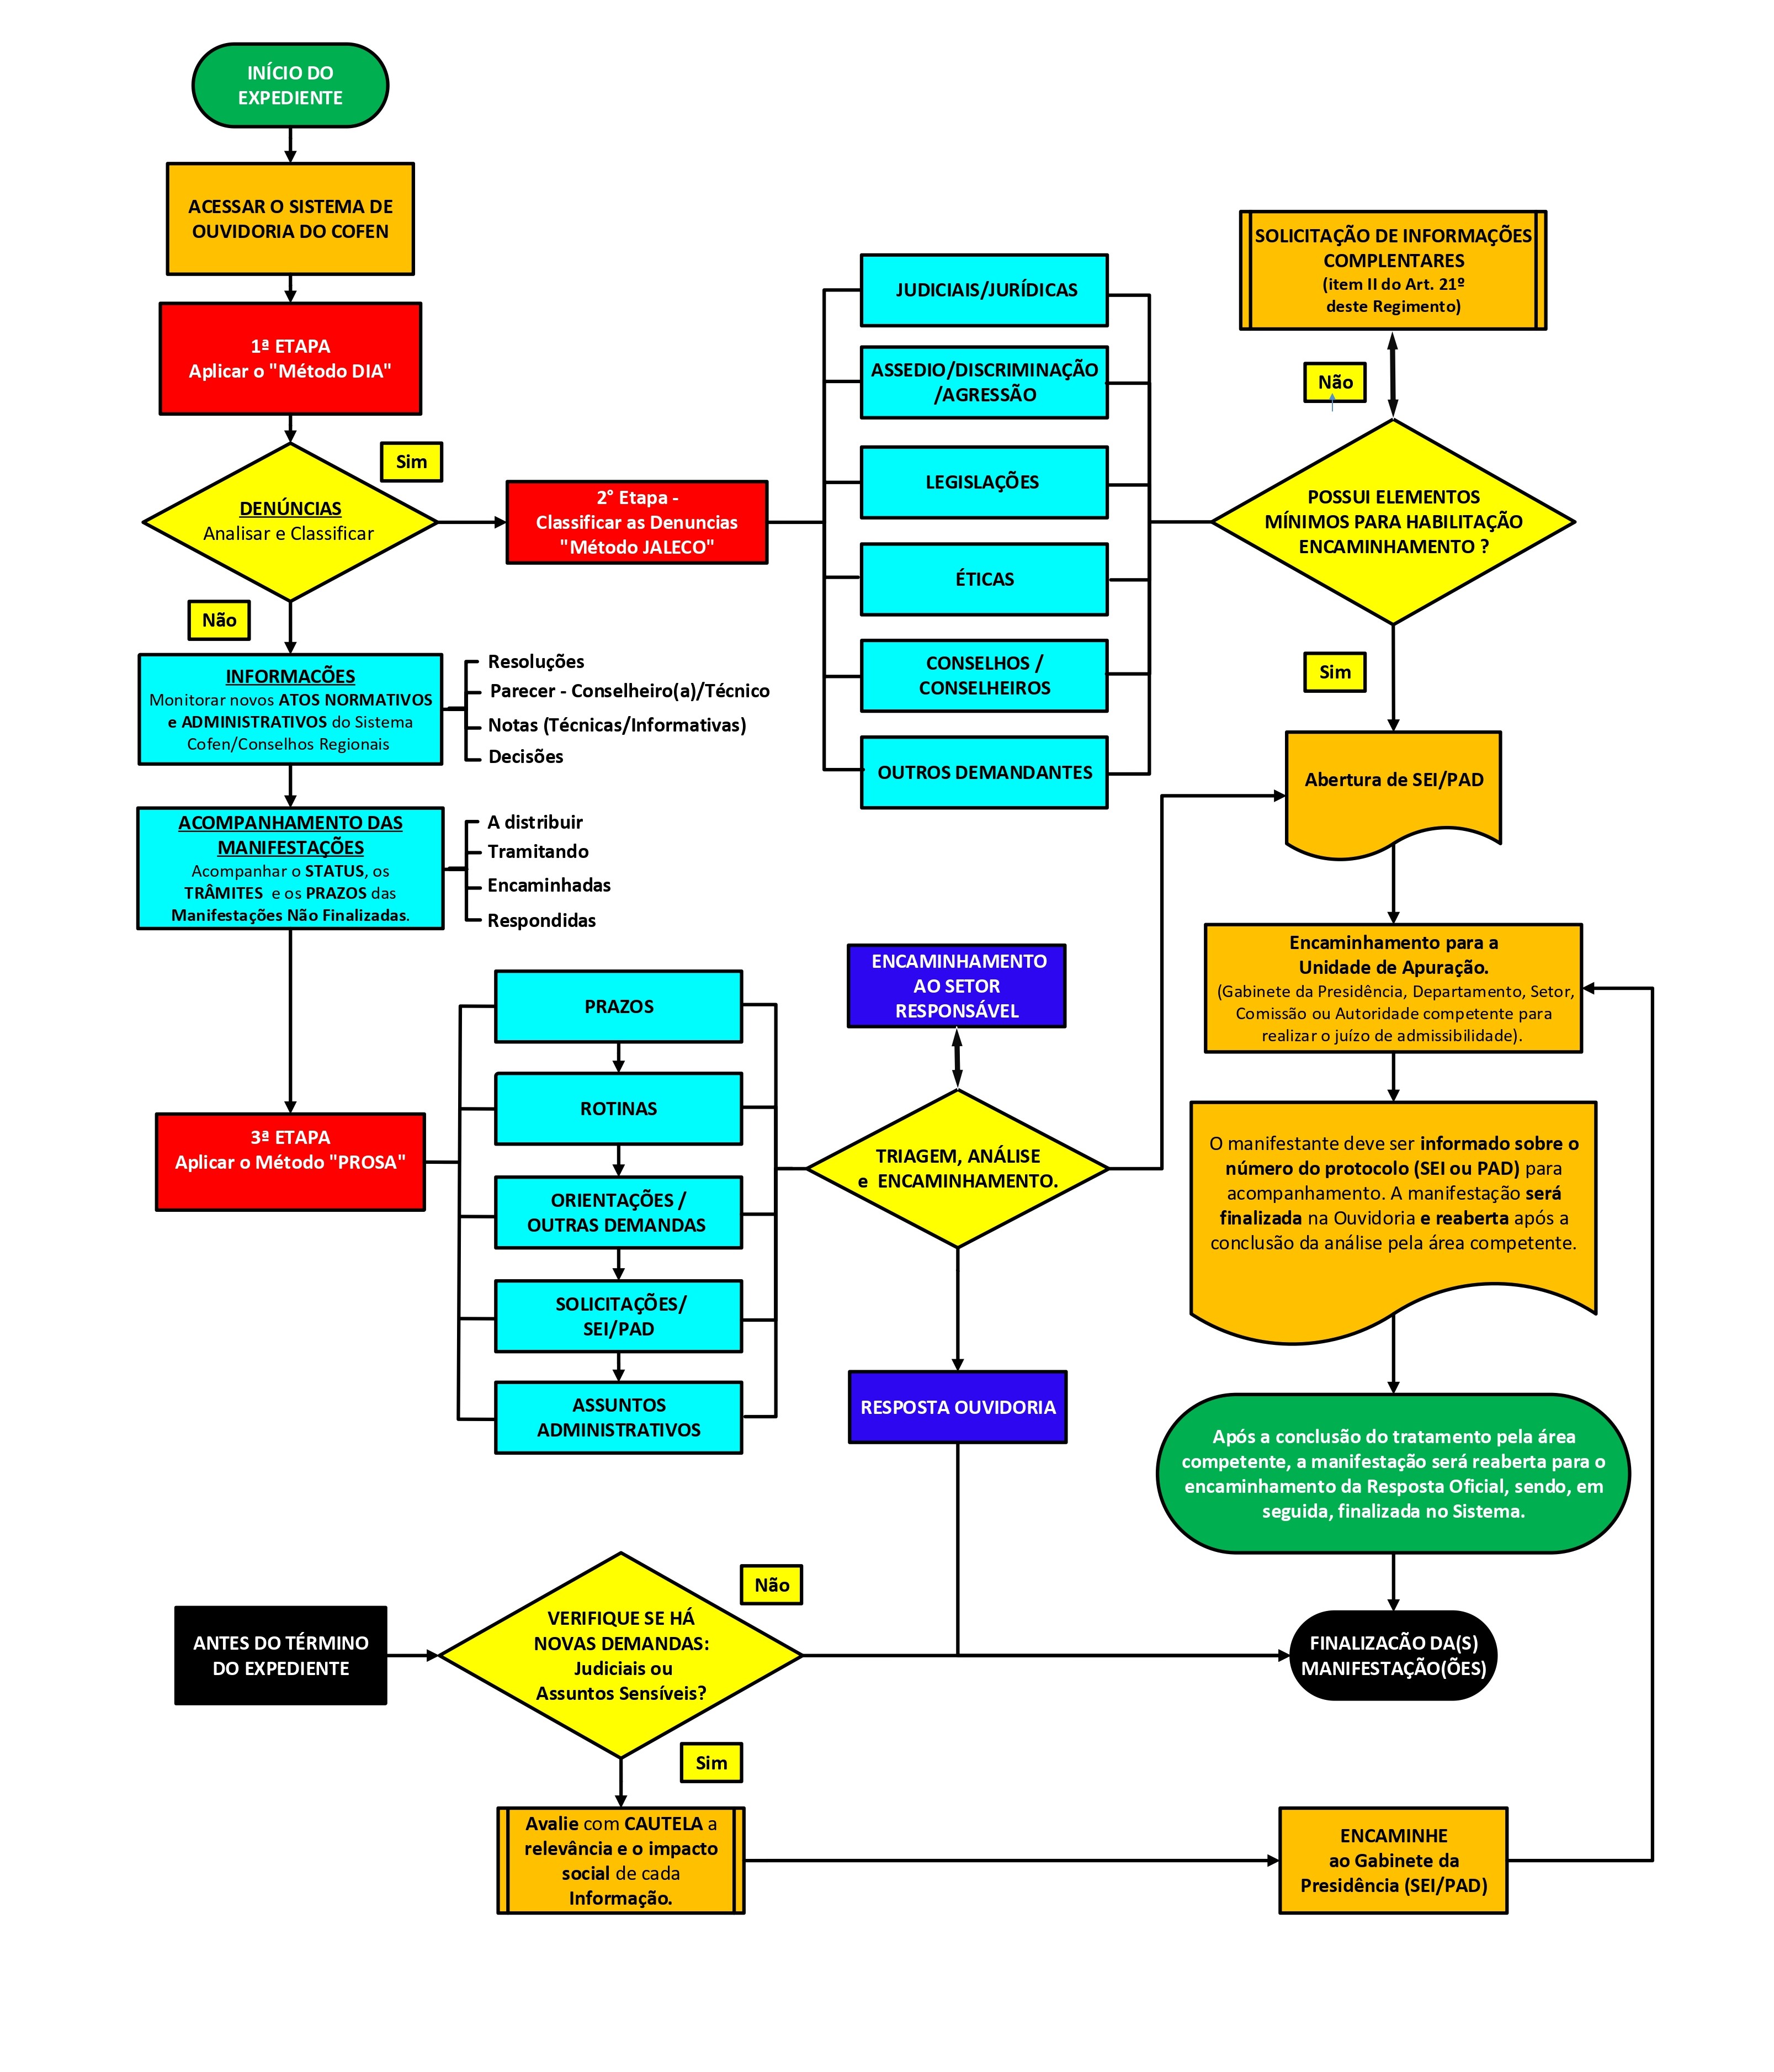 INÍCIO DO
EXPEDIENTE
ACESSAR O SISTEMA DE
OUVIDORIA DO COFEN
1ª ETAPA
Aplicar o "Método DIA"
DENÚNCIAS
Analisar e Classificar
Sim
Não
2° Etapa -
Classificar as Denuncias
"Método JALECO"
JUDICIAIS/JURÍDICAS
ASSEDIO/DISCRIMINAÇÃO
/AGRESSÃO
LEGISLAÇÕES
ÉTICAS
CONSELHOS /
CONSELHEIROS
OUTROS DEMANDANTES
SOLICITAÇÃO DE INFORMAÇÕES
COMPLENTARES
(item II do Art. 21º
deste Regimento)
Não
POSSUI ELEMENTOS
MÍNIMOS PARA HABILITAÇÃO
ENCAMINHAMENTO ?
Sim
Abertura de SEI/PAD
INFORMACÕES
Monitorar novos ATOS NORMATIVOS
e ADMINISTRATIVOS do Sistema
Cofen/Conselhos Regionais
Resoluções
Parecer - Conselheiro(a)/Técnico
Notas (Técnicas/Informativas)
Decisões
ACOMPANHAMENTO DAS
MANIFESTAÇÕES
Acompanhar o STATUS, os
TRÂMITES e os PRAZOS das
Manifestações Não Finalizadas.
A distribuir
Tramitando
Encaminhadas
Respondidas
3ª ETAPA
Aplicar o Método "PROSA"
PRAZOS
ROTINAS
ORIENTAÇÕES /
OUTRAS DEMANDAS
SOLICITAÇÕES/
SEI/PAD
ASSUNTOS
ADMINISTRATIVOS
ENCAMINHAMENTO
AO SETOR
RESPONSÁVEL
TRIAGEM, ANÁLISE
e ENCAMINHAMENTO.
RESPOSTA OUVIDORIA
Encaminhamento para a
Unidade de Apuração.
(Gabinete da Presidência, Departamento, Setor,
Comissão ou Autoridade competente para
realizar o juízo de admissibilidade).
O manifestante deve ser informado sobre o
número do protocolo (SEI ou PAD) para
acompanhamento. A manifestação será
finalizada na Ouvidoria e reaberta após a
conclusão da análise pela área competente.
Após a conclusão do tratamento pela área
competente, a manifestação será reaberta para o
encaminhamento da Resposta Oficial, sendo, em
seguida, finalizada no Sistema.
ANTES DO TÉRMINO
DO EXPEDIENTE
VERIFIQUE SE HÁ
NOVAS DEMANDAS:
Judiciais ou
Assuntos Sensíveis?
Não
Sim
FINALIZACÃO DA(S)
MANIFESTAÇÃO(ÕES)
Avalie com CAUTELA a
relevância e o impacto
social de cada
Informação.
ENCAMINHE
ao Gabinete da
Presidência (SEI/PAD)